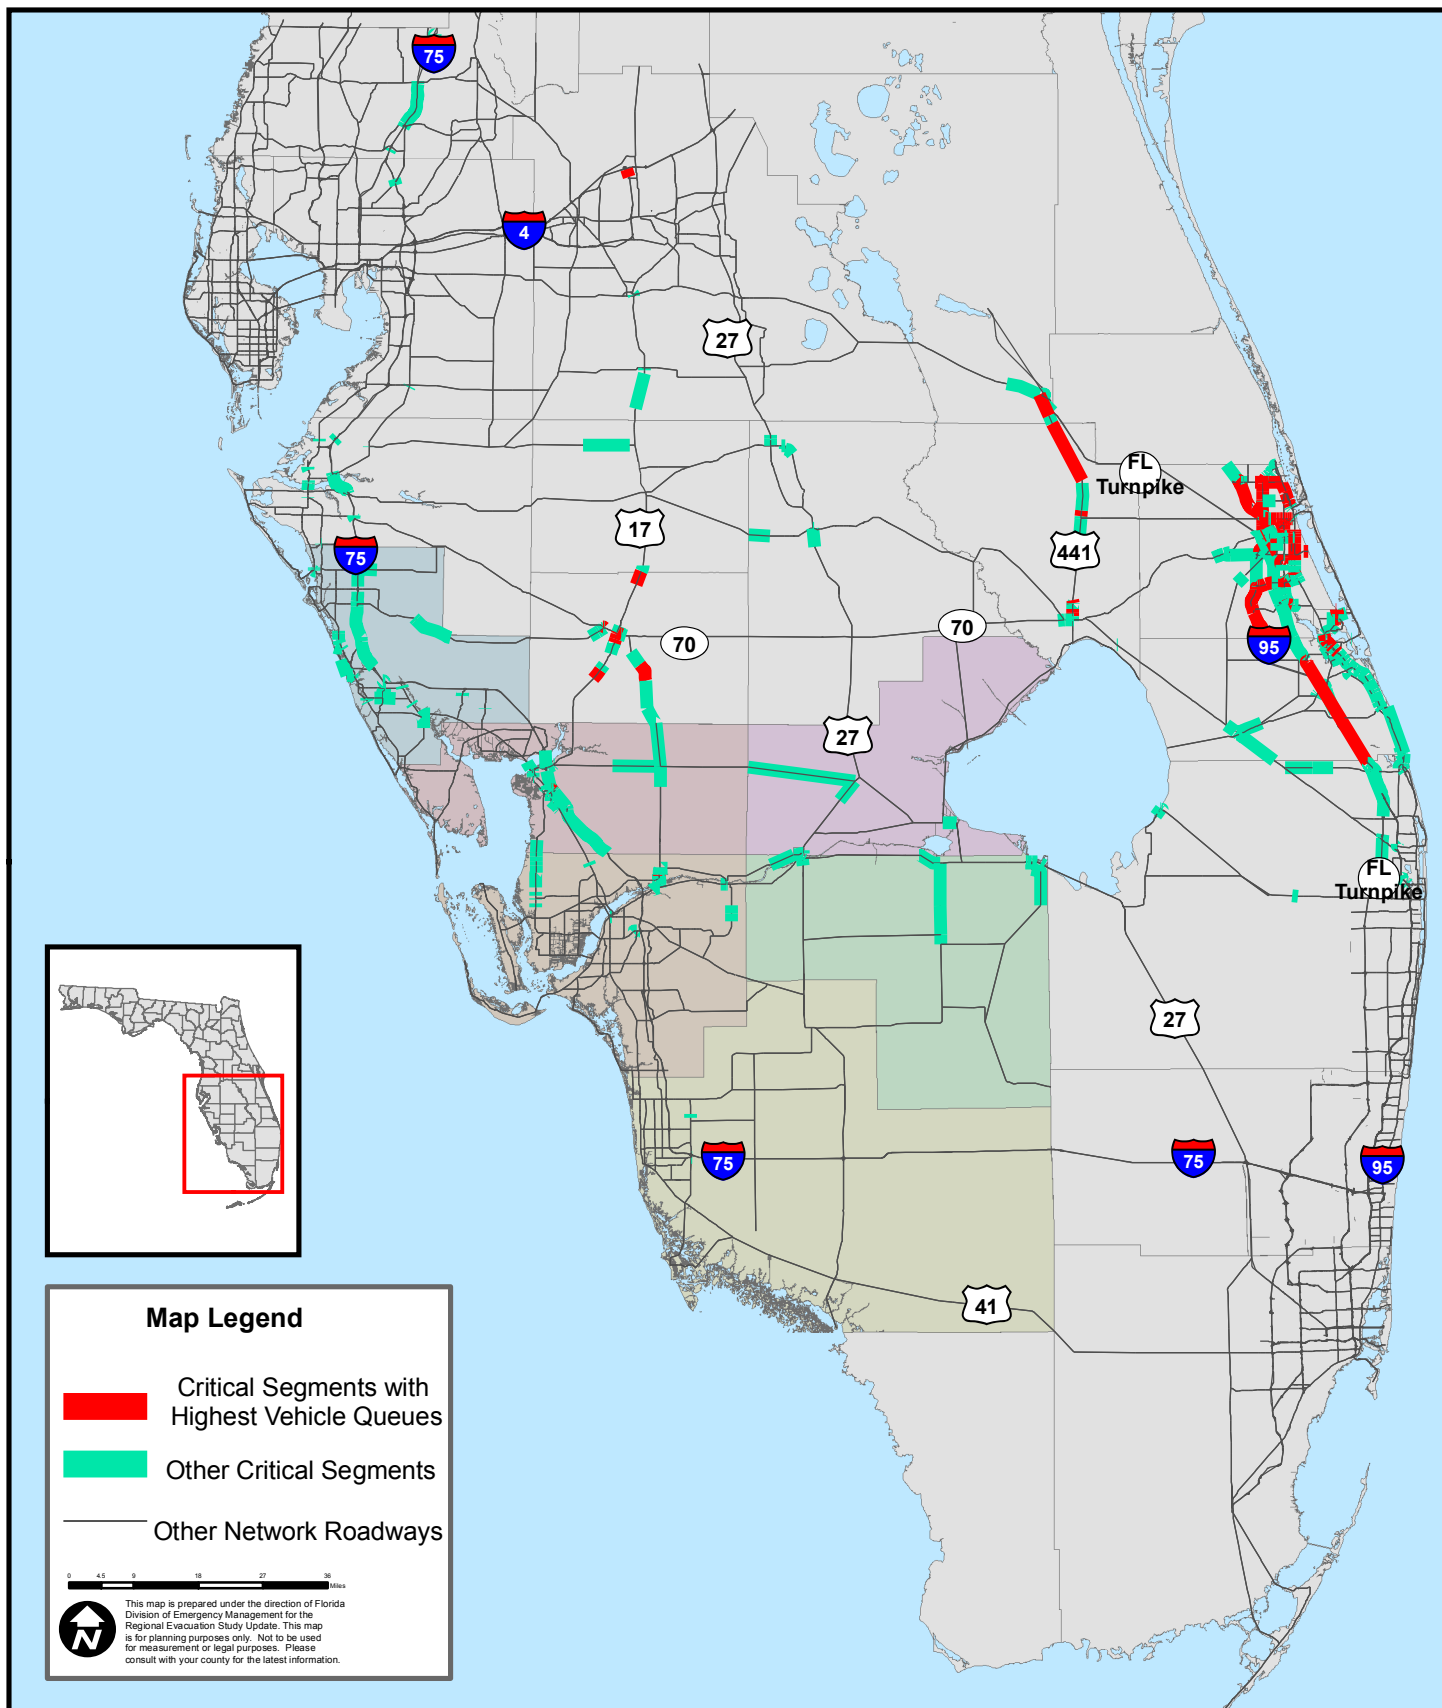 75
4
27
FL
Turnpike
17
441
75
70
70
95
27
FL
Turnpike
27
75
75
95
41
Map Legend
Critical Segments with
Highest Vehicle Queues
Other Critical Segments
Other Network Roadways
0 4.5 9 18 27 36
Miles
This map is prepared under the direction of Florida
Division of Emergency Management for the
Regional Evacuation Study Update. This map
is for planning purposes only. Not to be used
for measurement or legal purposes. Please
consult with your county for the latest information.
N